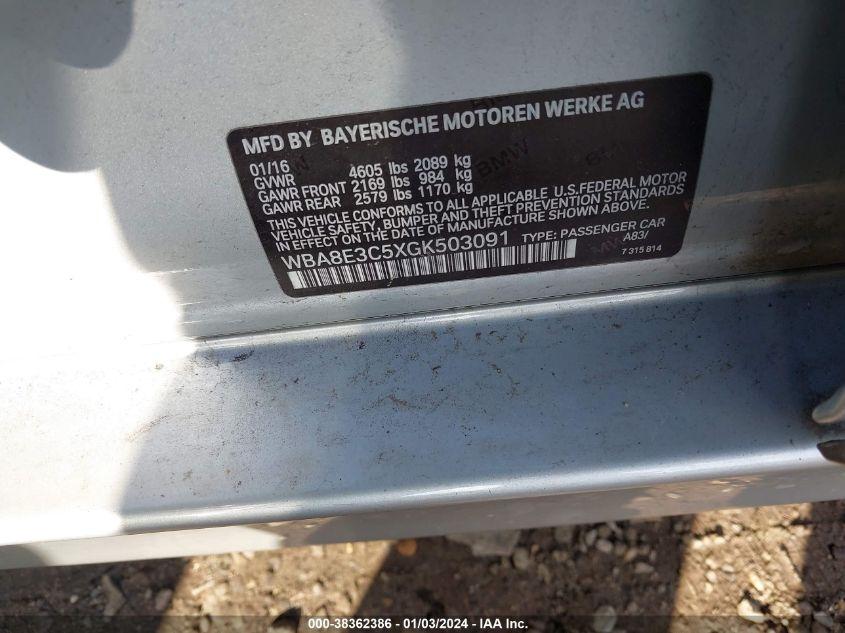 MFD BY BAYERISCHE MOTOREN WERKE AG
01/16
GVWR 4605 lbs 2089 kg
GAWR FRONT 2169 lbs 984 kg
GAWR REAR 2579 lbs 1170 kg
THIS VEHICLE CONFORMS TO ALL APPLICABLE U.S.FEDERAL MOTOR
VEHICLE SAFETY, BUMPER AND THEFT PREVENTION STANDARDS
IN EFFECT ON THE DATE OF MANUFACTURE SHOWN ABOVE.
WBA8E3C5XGK503091 TYPE: PASSENGER CAR
A83/
7 315 814
BMW
000-38362386 - 01/03/2024 - IAA Inc.